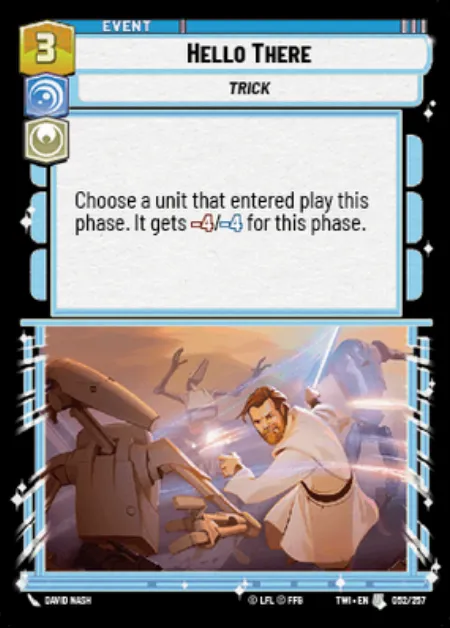 EVENT
3
HELLO THERE
TRICK
Choose a unit that entered play this
phase. It gets -4/-4 for this phase.
DAVID NASH
© LFL © FFG
TWI • EN
052/257